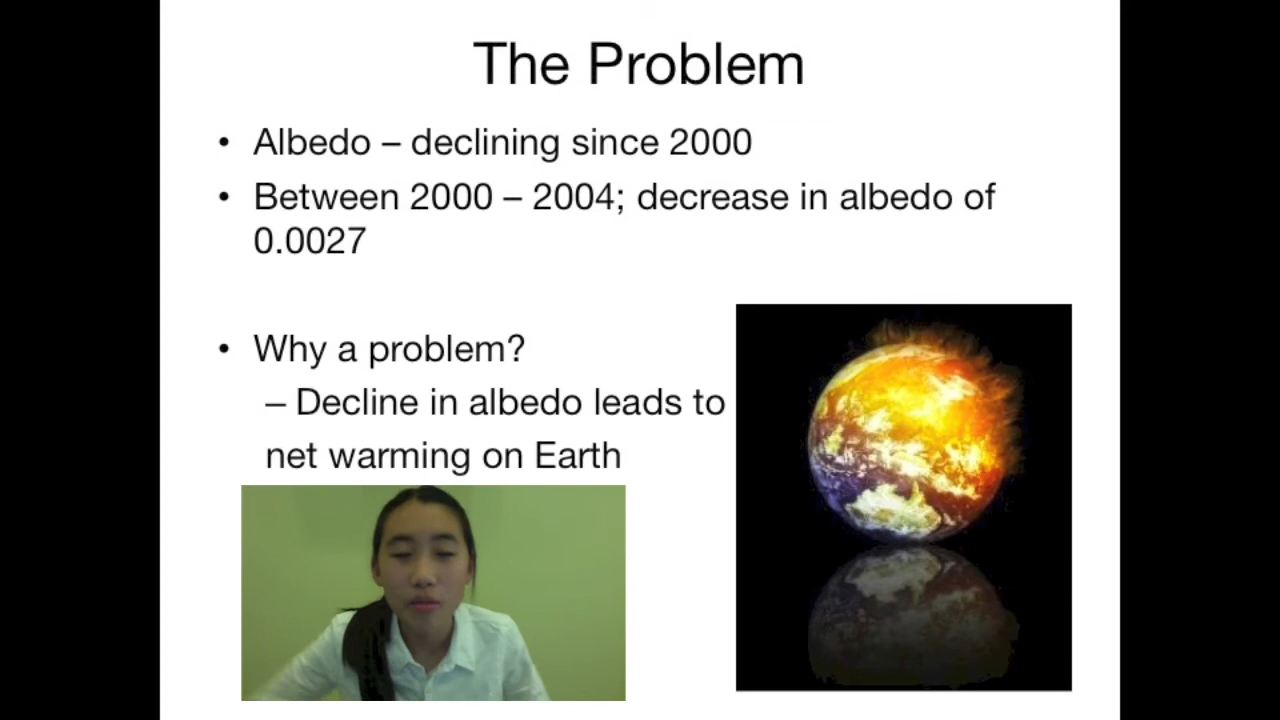 The Problem
• Albedo – declining since 2000
• Between 2000 – 2004; decrease in albedo of
0.0027
• Why a problem?
– Decline in albedo leads to
net warming on Earth